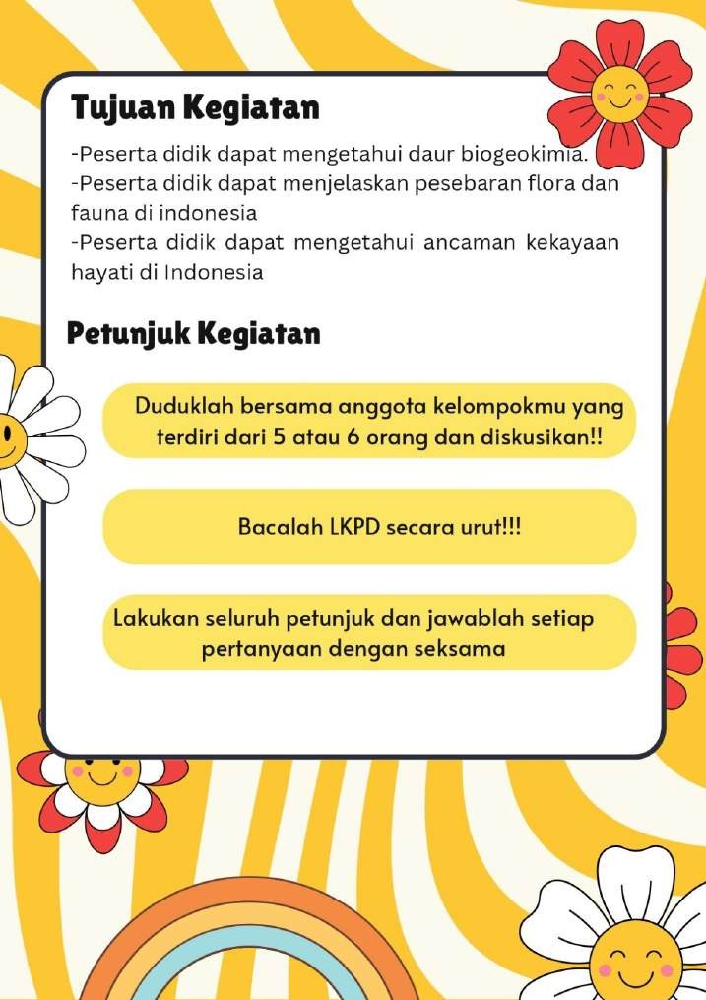 Tujuan Kegiatan
-Peserta didik dapat mengetahui daur biogeokimia.
-Peserta didik dapat menjelaskan pesebaran flora dan
fauna di indonesia
-Peserta didik dapat mengetahui ancaman kekayaan
hayati di Indonesia
Petunjuk Kegiatan
Duduklah bersama anggota kelompokmu yang
terdiri dari 5 atau 6 orang dan diskusikan!!
Bacalah LKPD secara urut!!!
Lakukan seluruh petunjuk dan jawablah setiap
pertanyaan dengan seksama